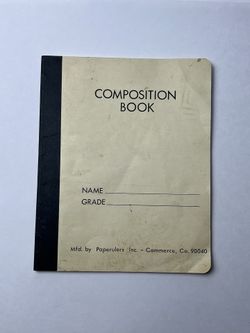 COMPOSITION
BOOK
NAME
GRADE
Mfd. by Paperulers Inc. - Commerce, Ca. 90040